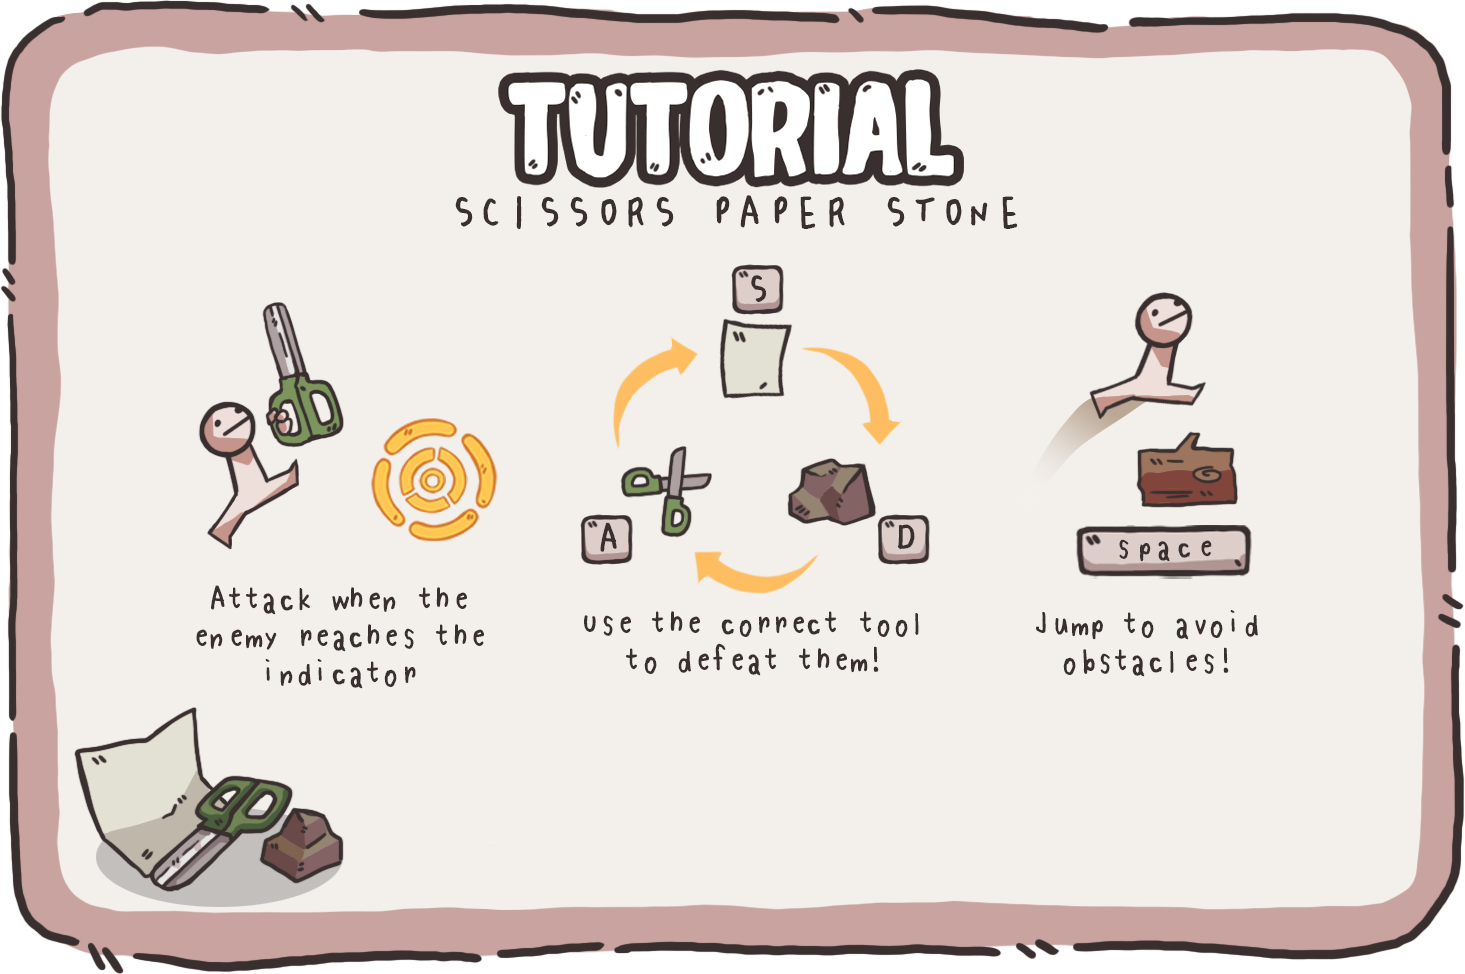 TUTORIAL
SCISSORS PAPER STONE
S
A
D
space
Attack when the
enemy reaches the
indicator
use the correct tool
to defeat them!
Jump to avoid
obstacles!